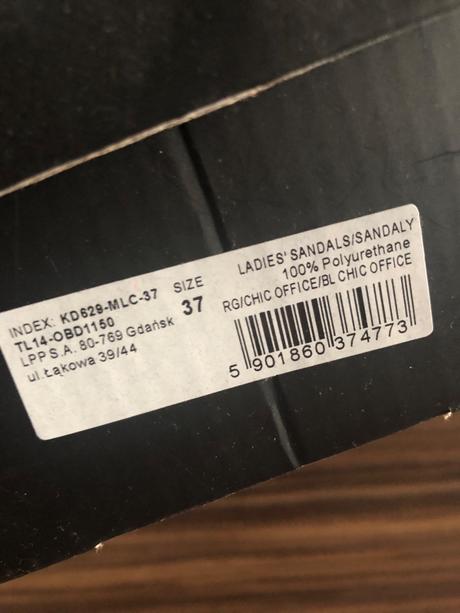 INDEX: KD629-MLC-37
TL14-OBD1150
LPP S.A. 80-769 Gdańsk
ul.Łąkowa 39/44
SIZE
37
LADIES' SANDALS/SANDALY
100% Polyurethane
RG/CHIC OFFICE/BL CHIC OFFICE
5 901860 374773